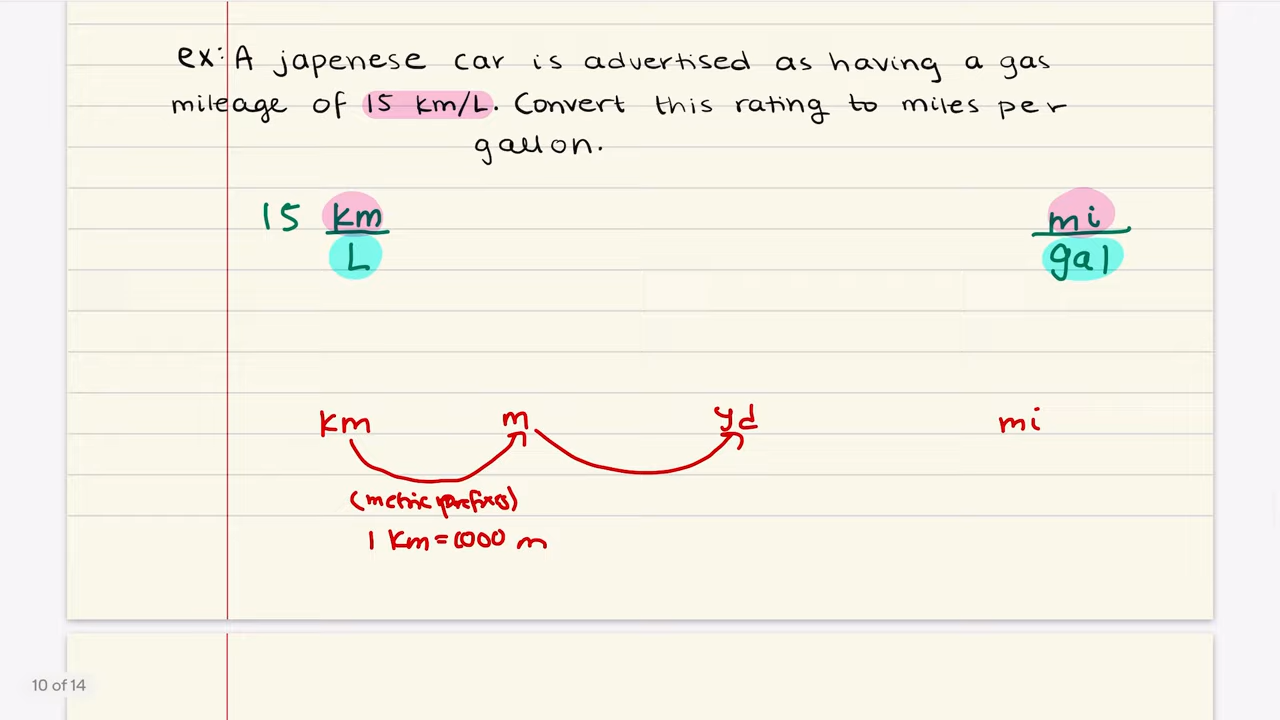 ex: A japenese car is advertised as having a gas
mileage of 15 km/L. Convert this rating to miles per
gallon.
15 km/L mi/gal
km m yd mi
(metric prefixes)
1 Km = 1000 m
10 of 14